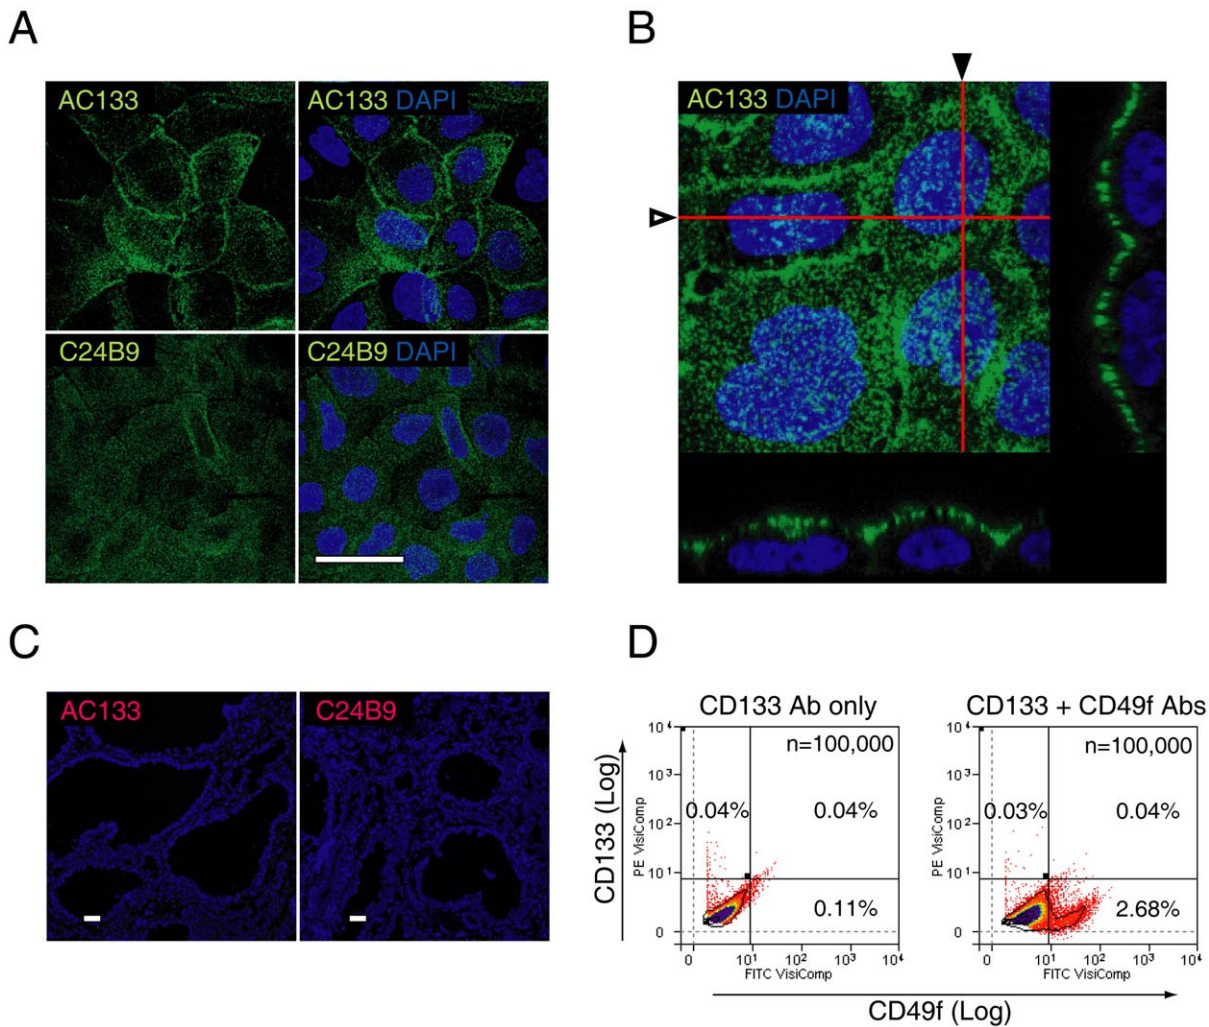 A
AC133
AC133 DAPI
C24B9
C24B9 DAPI
B
AC133 DAPI
C
AC133
C24B9
D
CD133 Ab only
CD133 + CD49f Abs
CD133 (Log)
PE VisiComp
10⁴
10³
10²
10¹
0
n=100,000
0.04%
0.04%
0.11%
0
10¹
10²
10³
10⁴
FITC VisiComp
PE VisiComp
10⁴
10³
10²
10¹
0
n=100,000
0.03%
0.04%
2.68%
0
10¹
10²
10³
10⁴
FITC VisiComp
CD49f (Log)